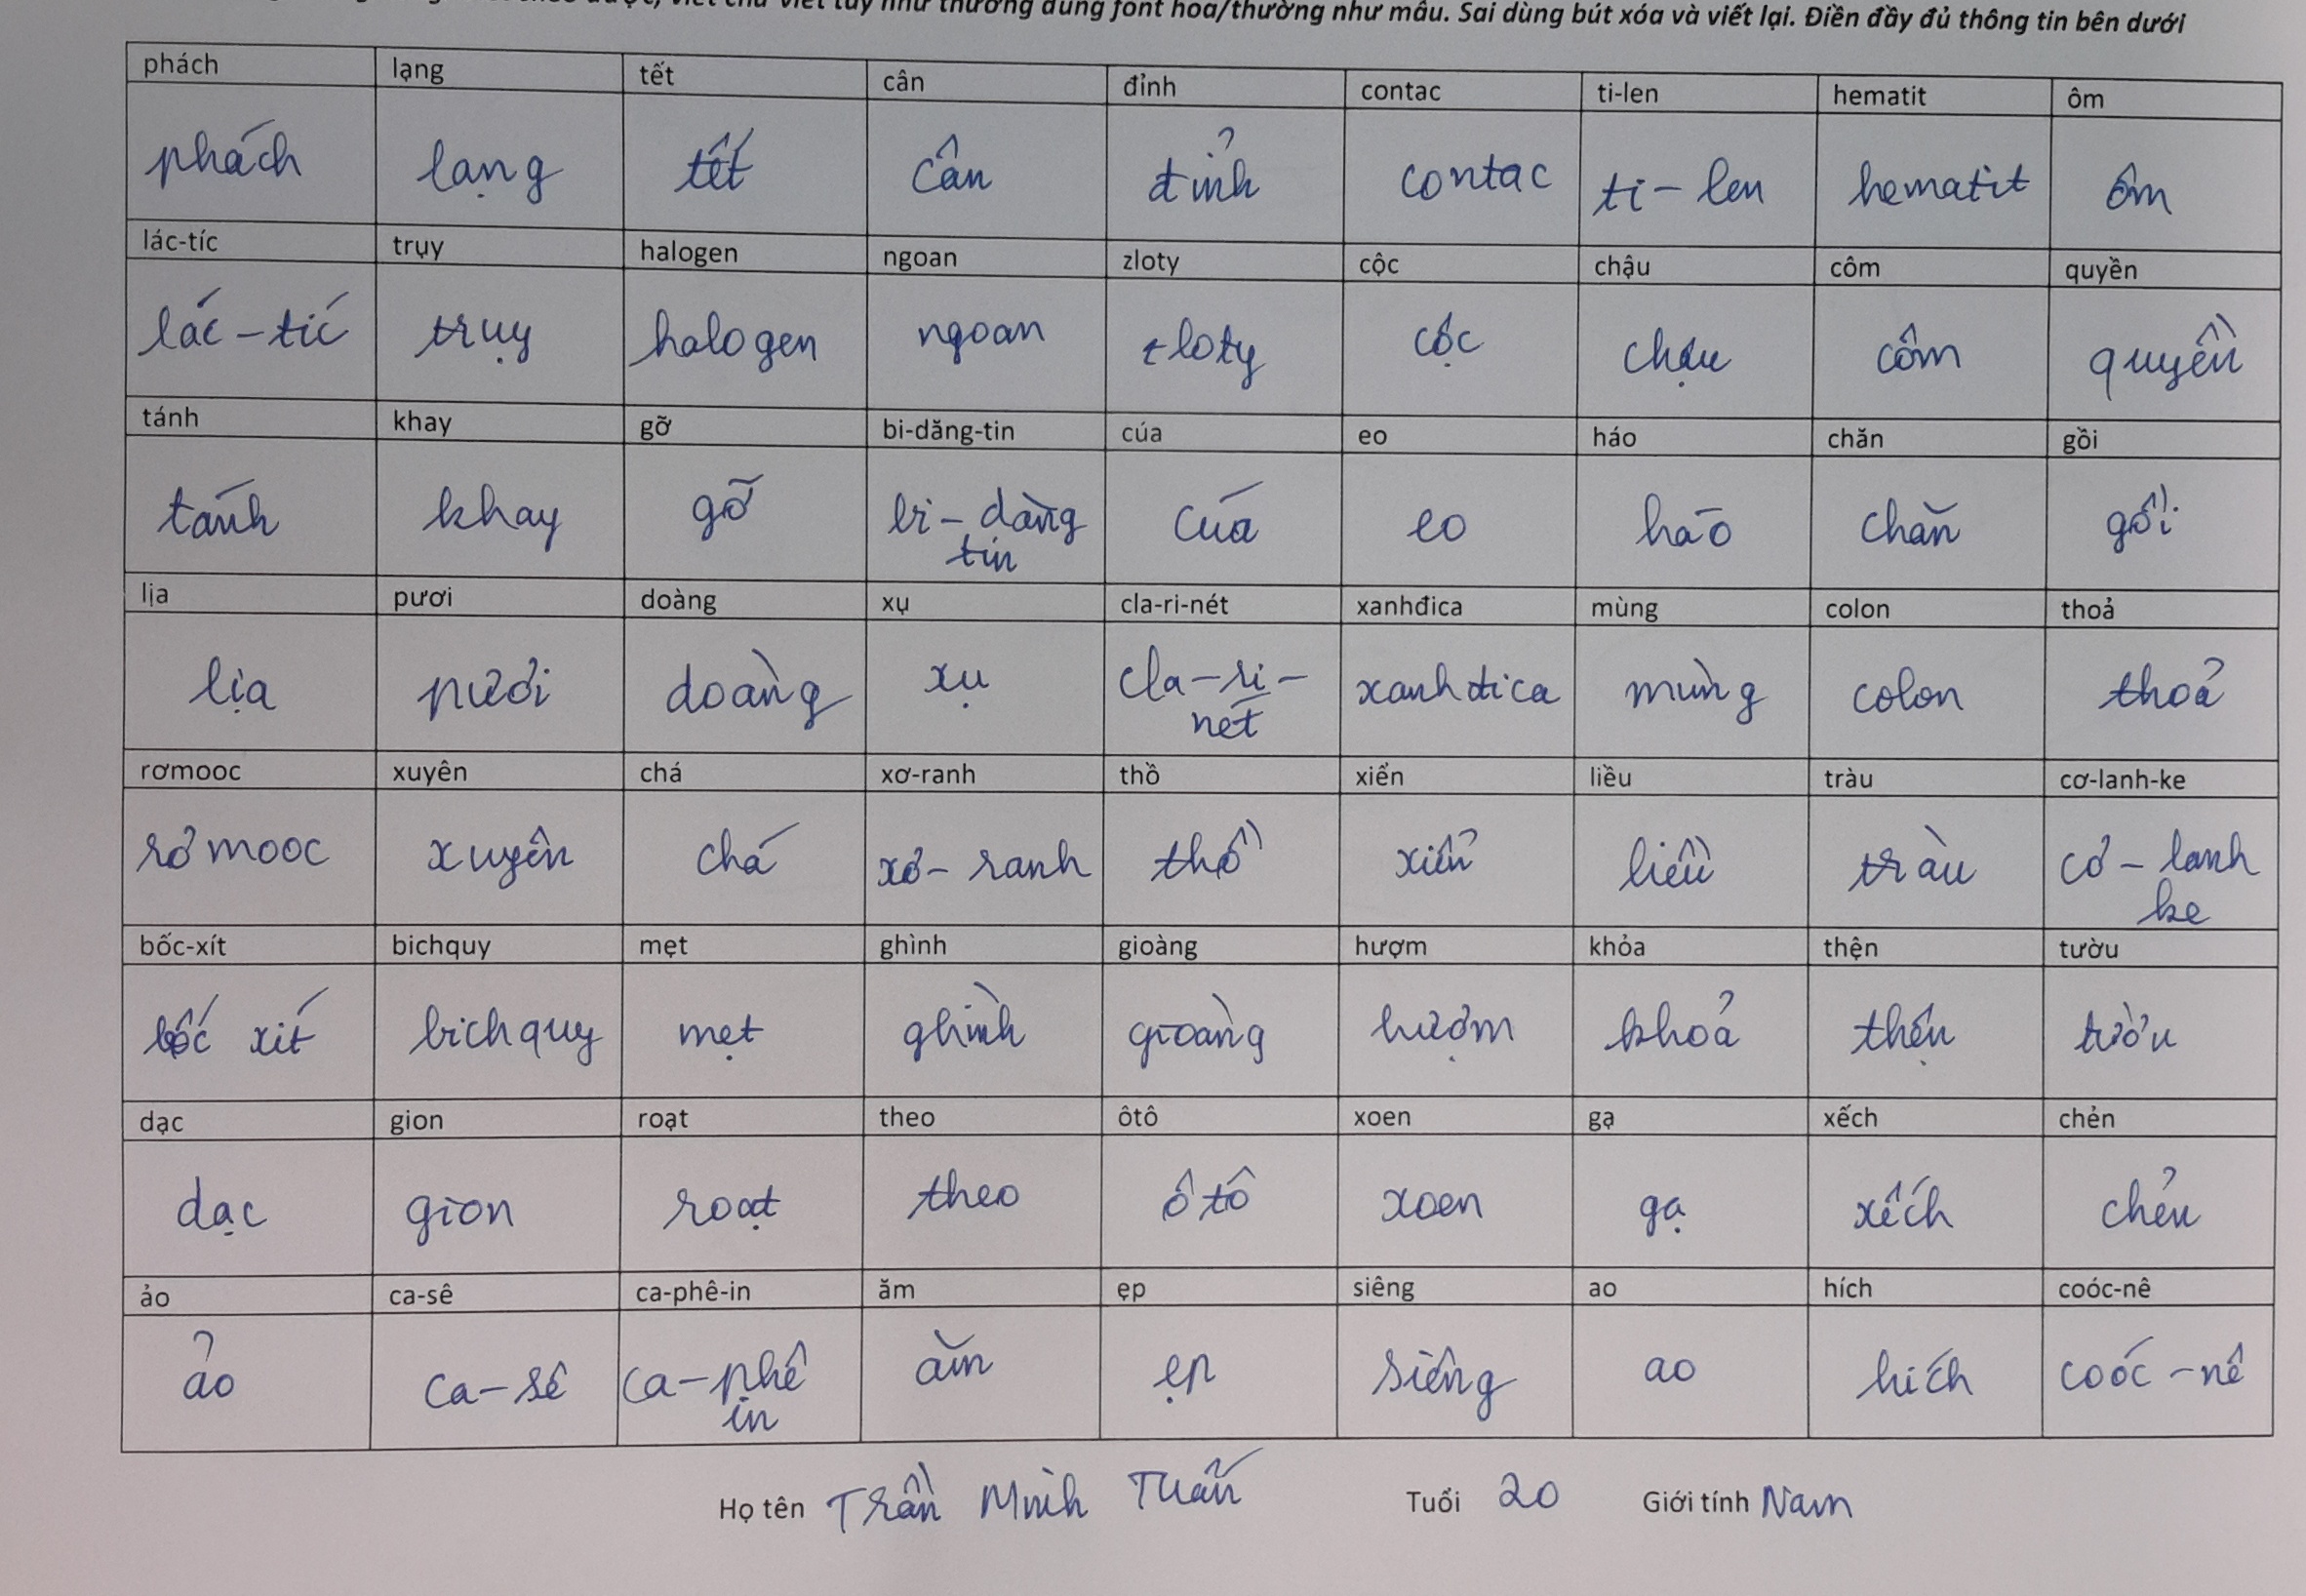 viết chữ viết tay như thường dùng font hoa/thường như mẫu. Sai dùng bút xóa và viết lại. Điền đầy đủ thông tin bên dưới
phách lạng tết cân đỉnh contac ti-len hematit ôm
phách lạng tết cân đỉnh contac ti-len hematit ôm
lác-tíc trụy halogen ngoan zloty cộc chậu côm quyền
lác-tíc trụy halogen ngoan zloty cộc chậu côm quyền
tánh khay gỡ bi-dăng-tin cúa eo háo chăn gồi
tánh khay gỡ bi-dằng cúa eo háo chăn gồi
tin
lịa pươi doàng xụ cla-ri-nét xanhđica mùng colon thoả
lịa pươi doàng xụ cla-ri- xanhđica mùng colon thoả
nét
rơmooc xuyên chá xơ-ranh thồ xiển liều tràu cơ-lanh-ke
rơmooc xuyên chá xơ-ranh thồ xiển liều tràu cơ-lanh
ke
bốc-xít bichquy mẹt ghình gioàng hượm khỏa thện tườu
bốc xít bichquy mẹt ghình gioàng hượm khoả thện tườu
dạc gion roạt theo ôtô xoen gạ xếch chẻn
dạc gion roạt theo ôtô xoen gạ xếch chẻn
ảo ca-sê ca-phê-in ăm ẹp siêng ao hích coóc-nê
ảo ca-sê ca-phê ăm ẹp siêng ao hích coóc-nê
in
Họ tên Trần Minh Tuấn Tuổi 20 Giới tính Nam